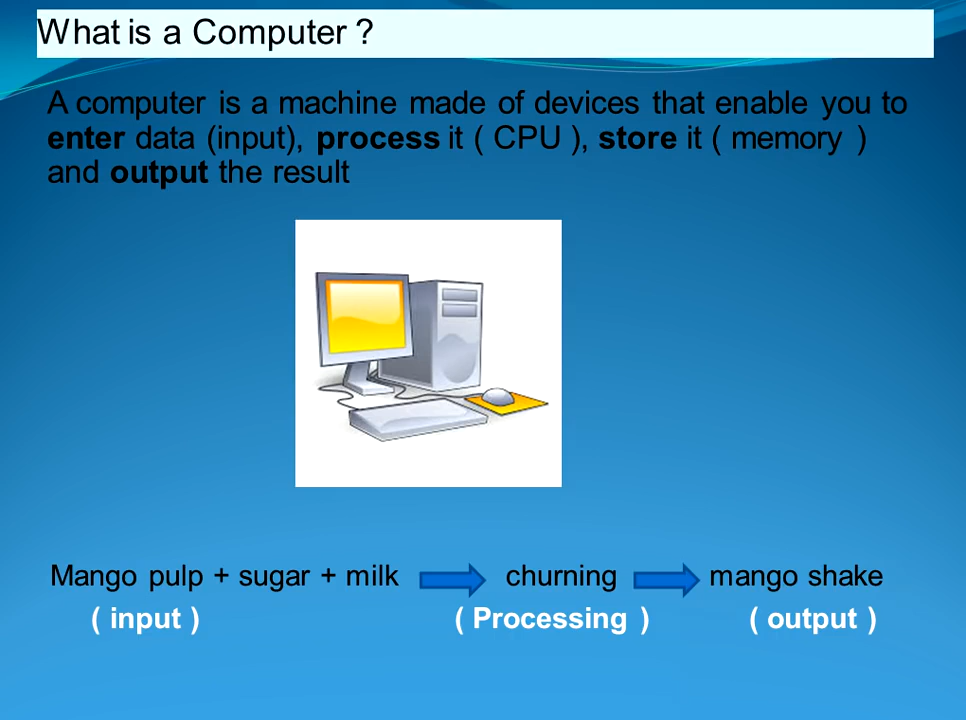 What is a Computer ?
A computer is a machine made of devices that enable you to
enter data (input), process it ( CPU ), store it ( memory )
and output the result
Mango pulp + sugar + milk churning mango shake
( input ) ( Processing ) ( output )